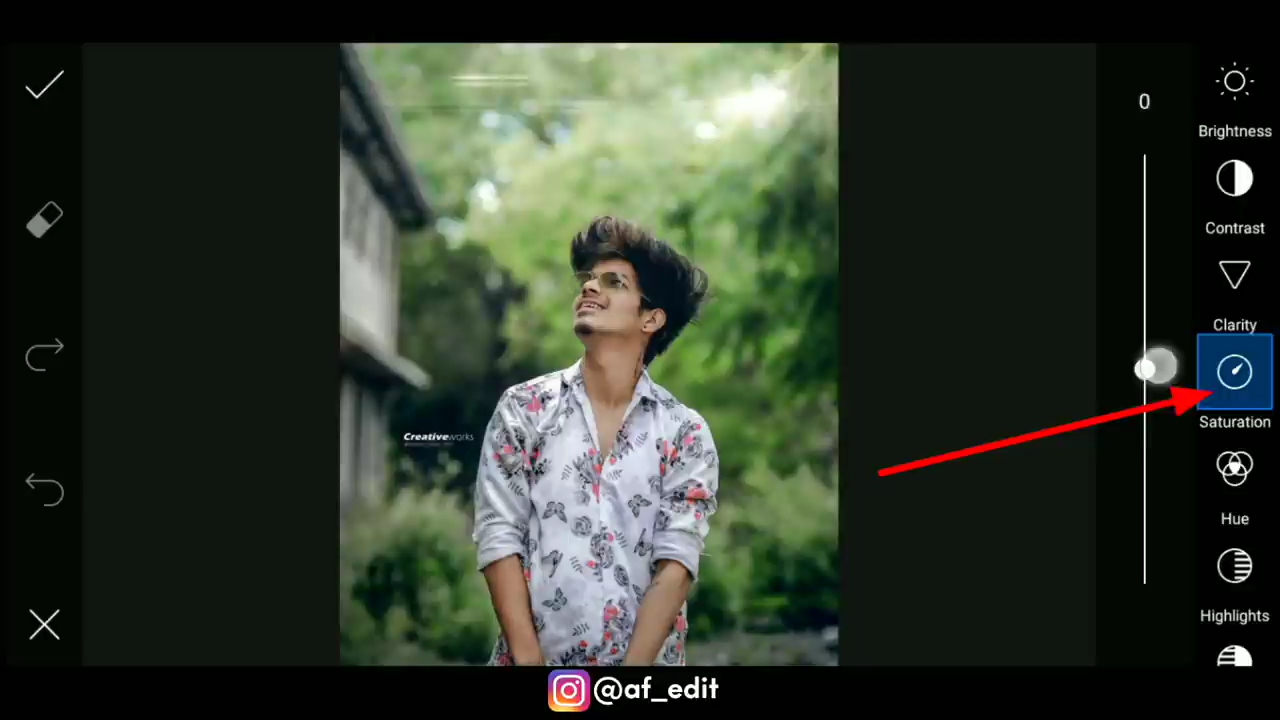 0
Brightness
Contrast
Clarity
Saturation
Hue
Highlights
Creativeworks
@af_edit